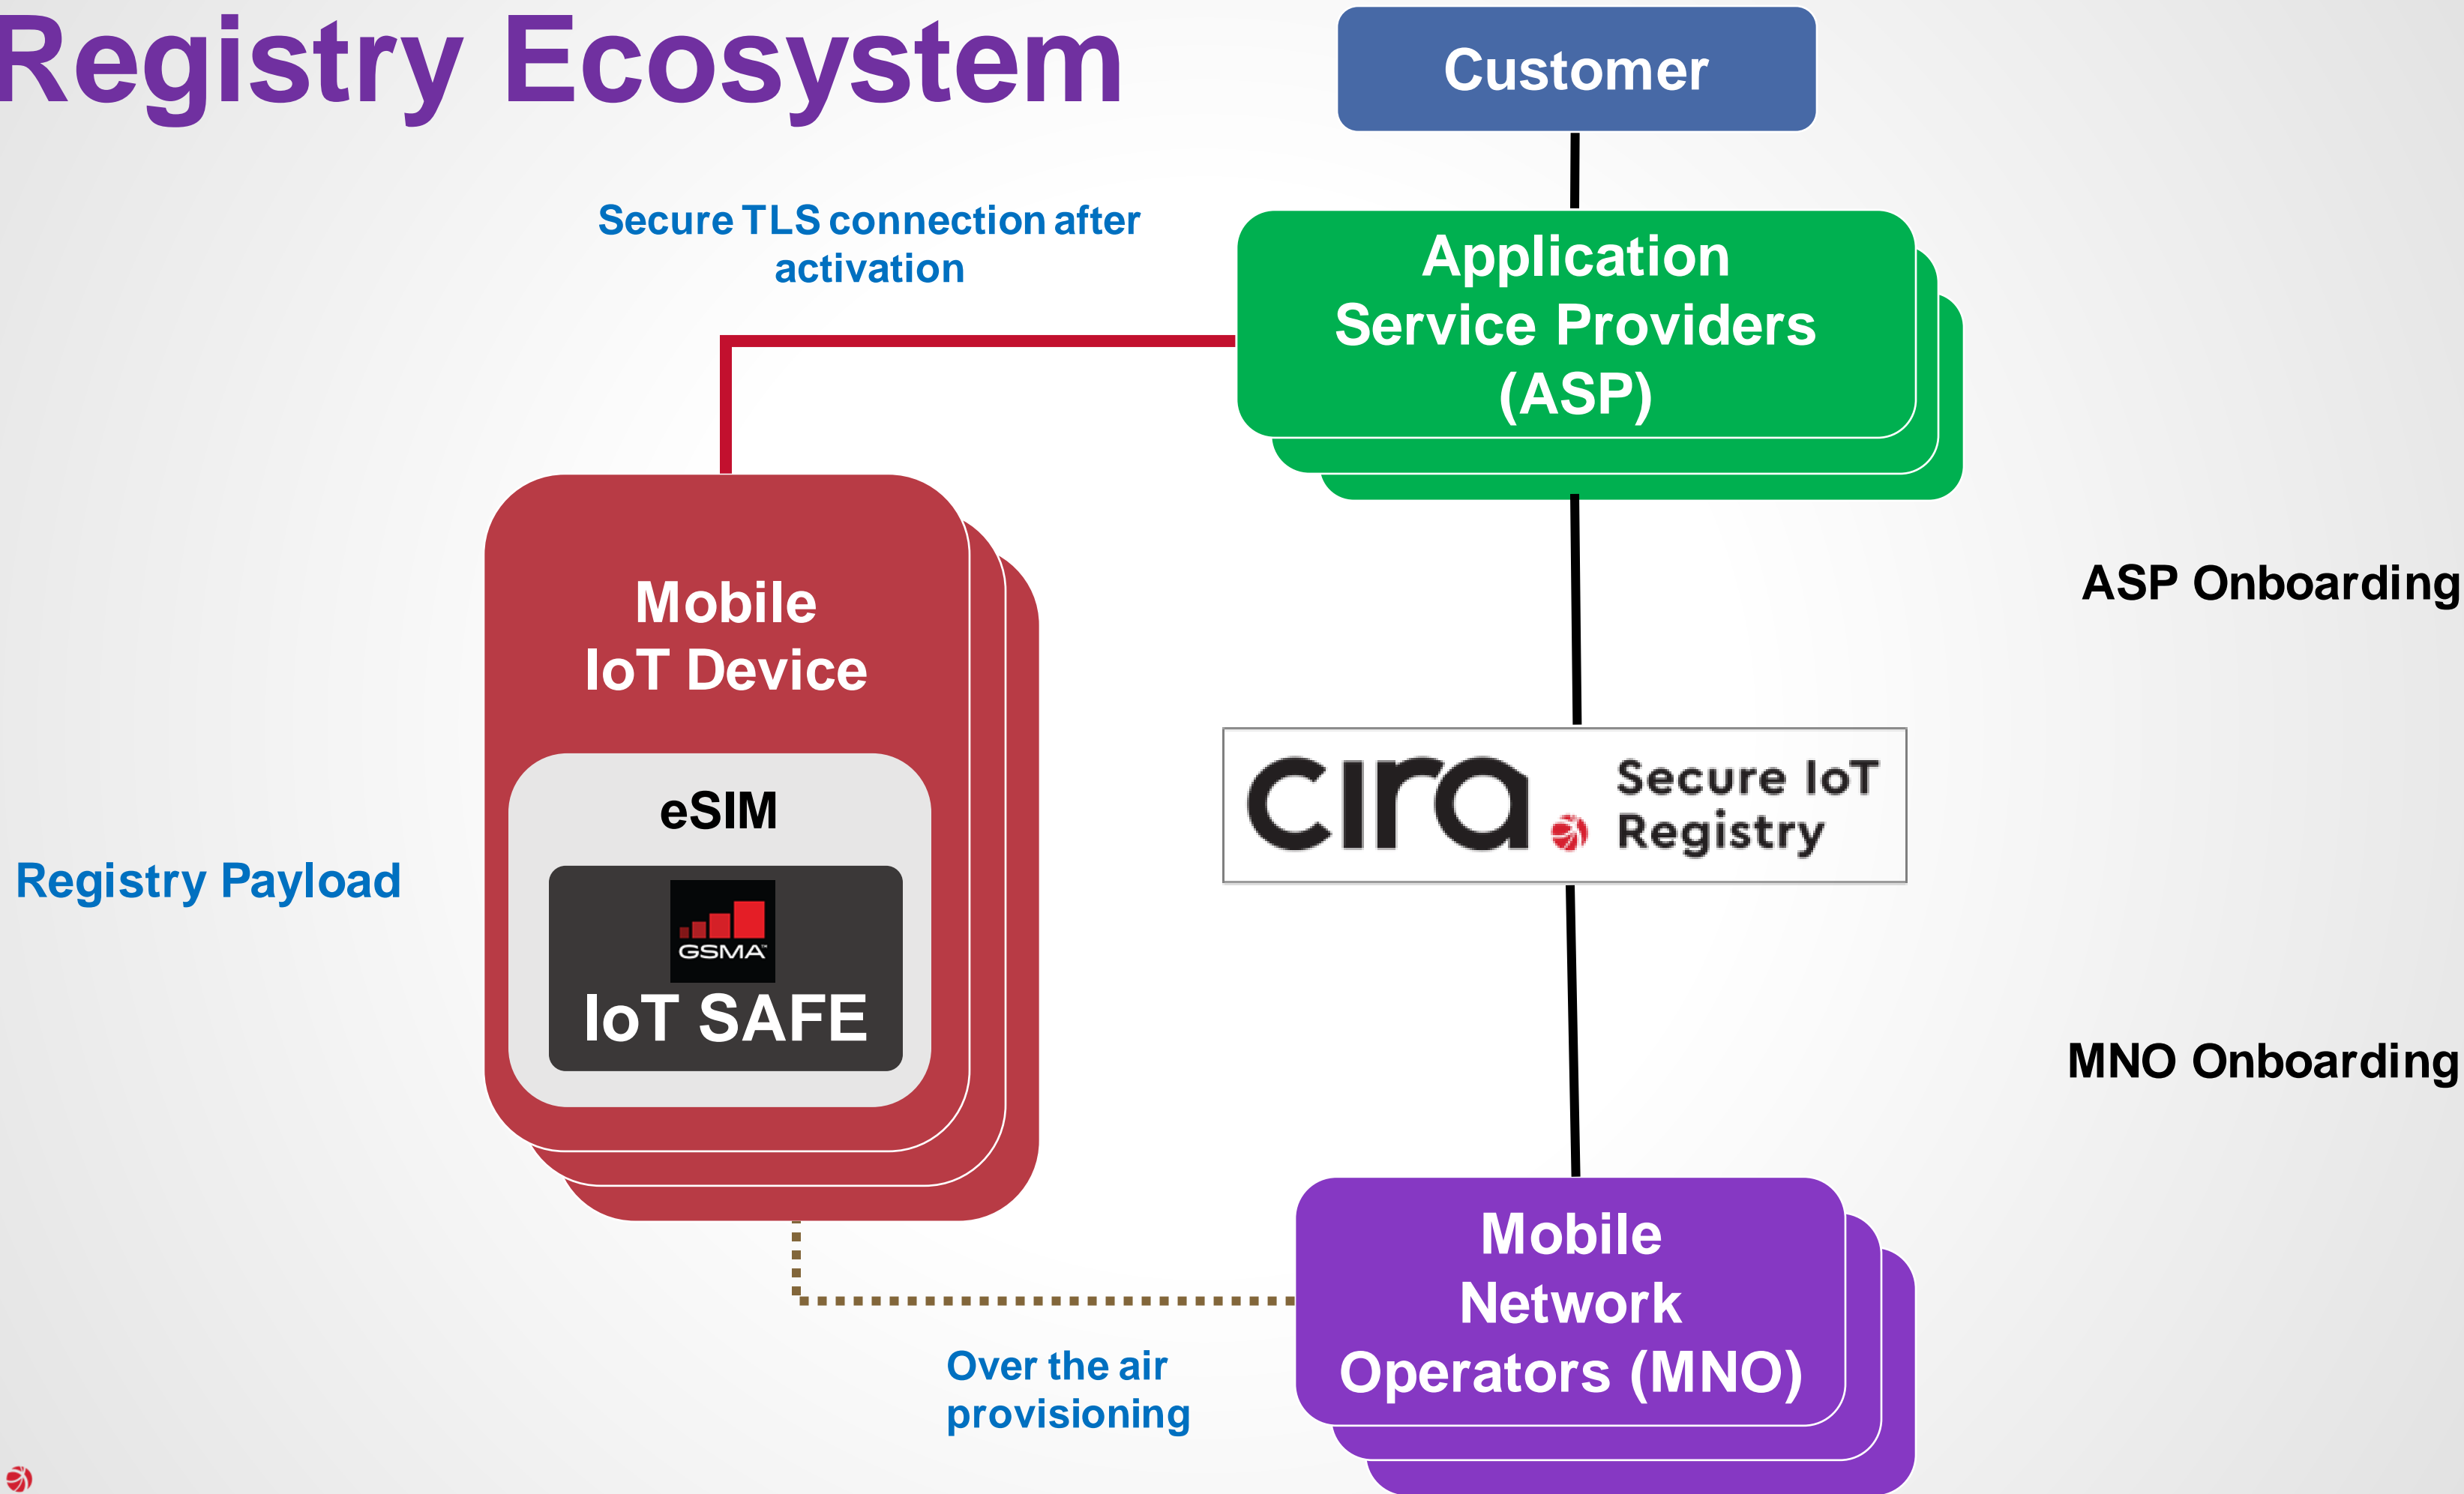 Registry Ecosystem
Customer
Secure TLS connection after
activation
Application
Service Providers
(ASP)
ASP Onboarding
Mobile
IoT Device
eSIM
GSMA™
IoT SAFE
Registry Payload
cira
Secure IoT
Registry
MNO Onboarding
Over the air
provisioning
Mobile
Network
Operators (MNO)